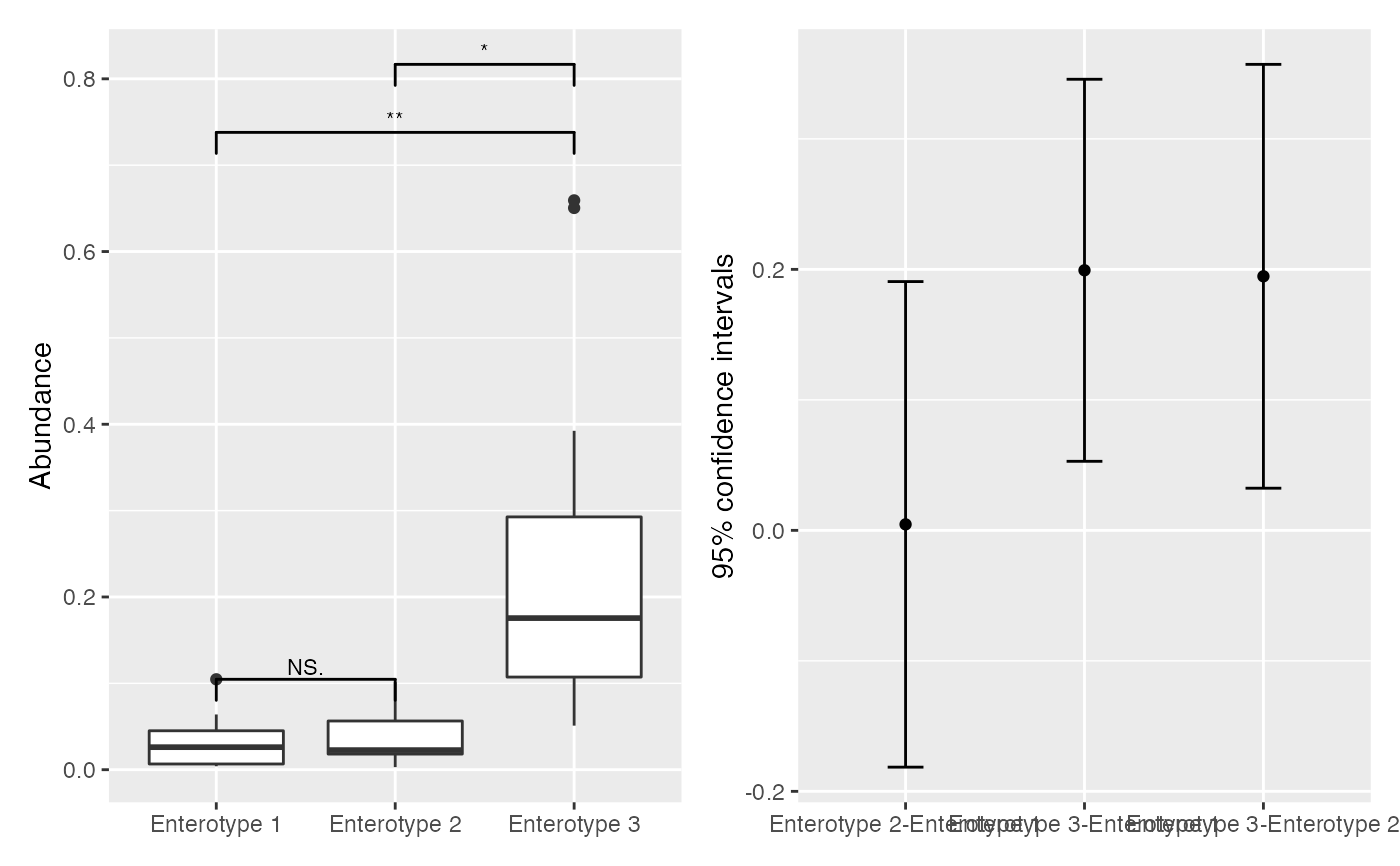 *
**
NS.
Abundance
0.8
0.6
0.4
0.2
0.0
Enterotype 1
Enterotype 2
Enterotype 3
95% confidence intervals
0.2
0.0
-0.2
Enterotype 2-Enterotype 1
Enterotype 3-Enterotype 1
Enterotype 3-Enterotype 2